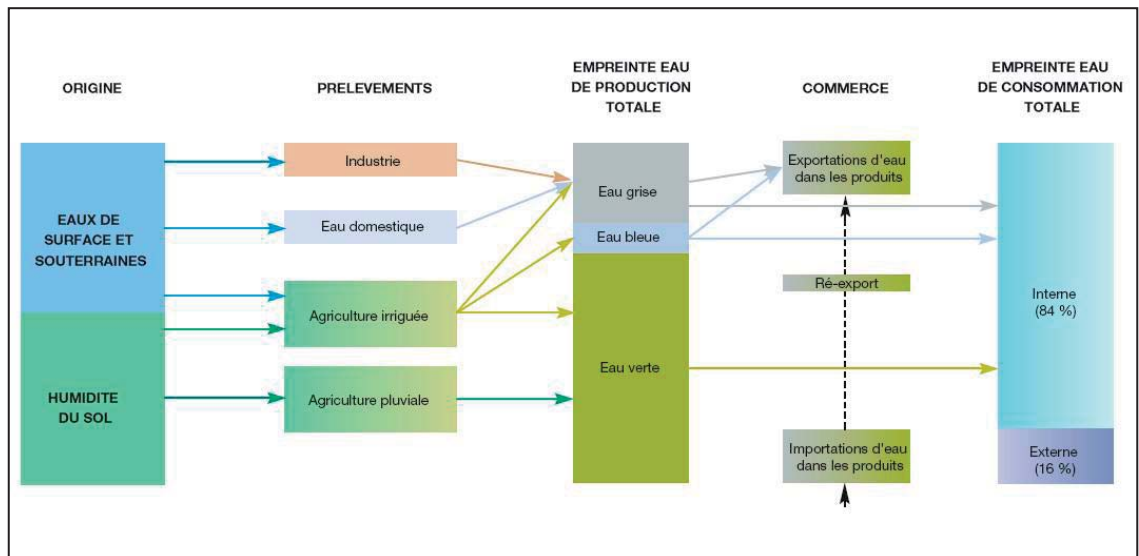 ORIGINE
PRELEVEMENTS
EMPREINTE EAU
DE PRODUCTION
TOTALE
COMMERCE
EMPREINTE EAU
DE CONSOMMATION
TOTALE
EAUX DE
SURFACE ET
SOUTERRAINES
HUMIDITE
DU SOL
Industrie
Eau domestique
Agriculture irriguée
Agriculture pluviale
Eau grise
Eau bleue
Eau verte
Exportations d'eau
dans les produits
Ré-export
Importations d'eau
dans les produits
Interne
(84 %)
Externe
(16 %)